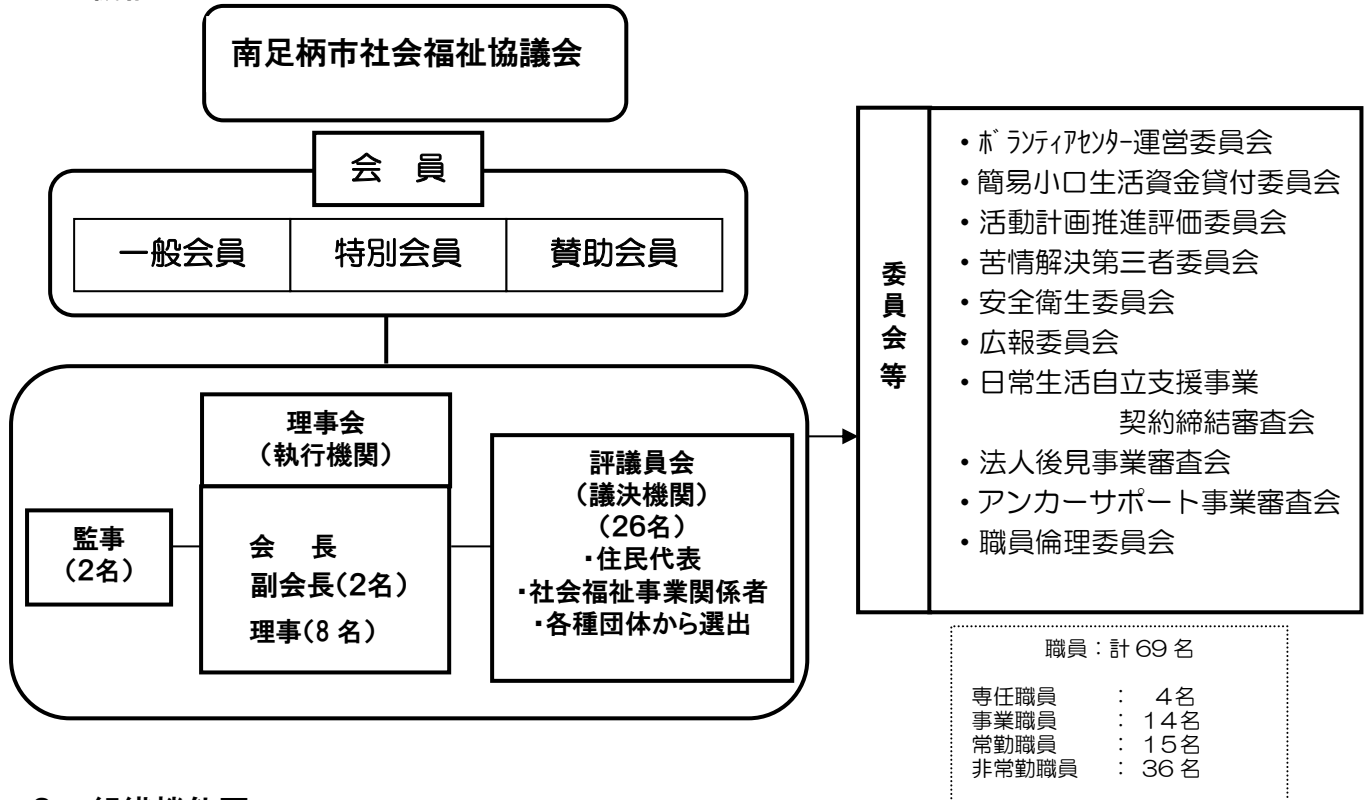 南足柄市社会福祉協議会
会 員
一般会員
特別会員
賛助会員
理事会
(執行機関)
会 長
副会長(2名)
理事(8名)
監事
(2名)
評議員会
(議決機関)
(26名)
・住民代表
・社会福祉事業関係者
・各種団体から選出
委員会等
・ボランティアセンター運営委員会
・簡易小口生活資金貸付委員会
・活動計画推進評価委員会
・苦情解決第三者委員会
・安全衛生委員会
・広報委員会
・日常生活自立支援事業
契約締結審査会
・法人後見事業審査会
・アンカーサポート事業審査会
・職員倫理委員会
職員:計69名
専任職員 : 4名
事業職員 : 14名
常勤職員 : 15名
非常勤職員 : 36名